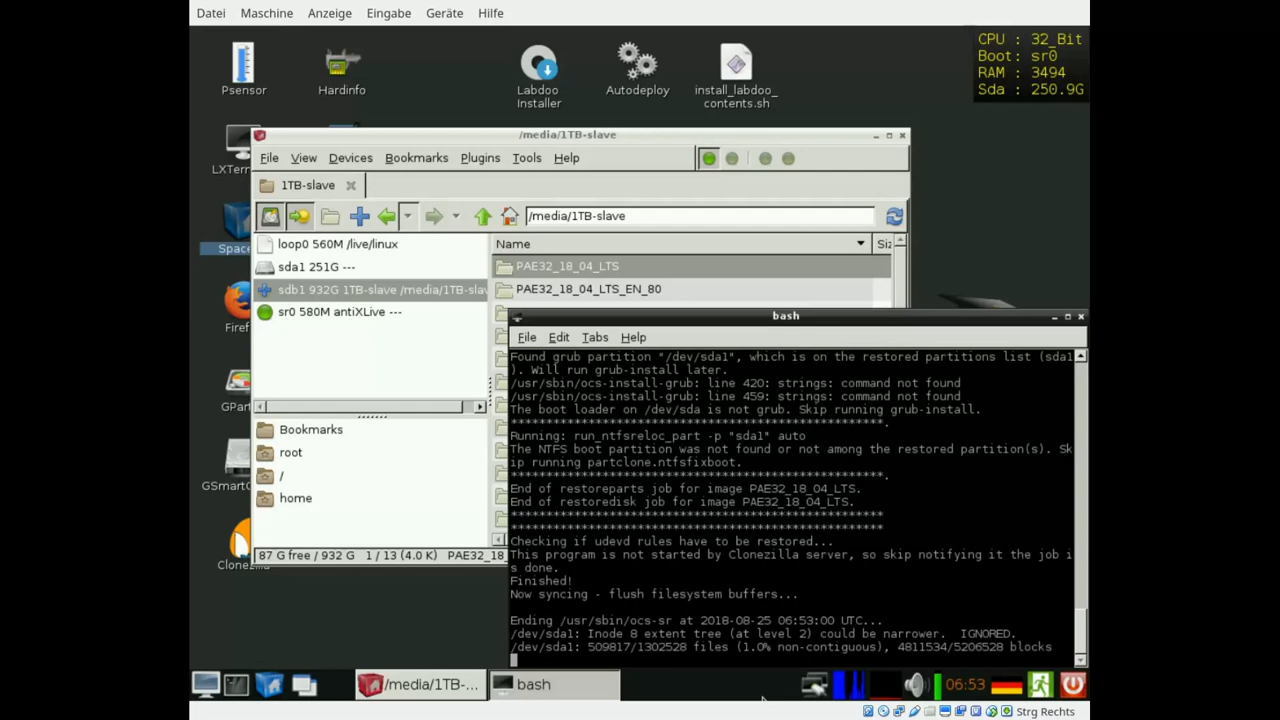 Datei Maschine Anzeige Eingabe Geräte Hilfe
CPU : 32_Bit
Boot: sr0
RAM : 3494
Sda : 250.9G
Psensor
Hardinfo
Labdoo
Installer
Autodeploy
install_labdoo_
contents.sh
LXTerm
Space
Firef
GPart
GSmartC
Clonezilla
/media/1TB-slave
File View Devices Bookmarks Plugins Tools Help
1TB-slave
/media/1TB-slave
loop0 560M /live/linux
sda1 251G ---
sdb1 932G 1TB-slave /media/1TB-slav
sr0 580M antiXLive ---
Bookmarks
root
/
home
Name
Siz
PAE32_18_04_LTS
PAE32_18_04_LTS_EN_80
87 G free / 932 G 1 / 13 (4.0 K) PAE32_18
bash
File Edit Tabs Help
Found grub partition "/dev/sda1", which is on the restored partitions list (sda1
). Will run grub-install later.
/usr/sbin/ocs-install-grub: line 420: strings: command not found
/usr/sbin/ocs-install-grub: line 459: strings: command not found
The boot loader on /dev/sda is not grub. Skip running grub-install.
*****************************************************.
Running: run_ntfsreloc_part -p "sda1" auto
The NTFS boot partition was not found or not among the restored partition(s). Sk
ip running partclone.ntfsfixboot.
*****************************************************.
End of restoreparts job for image PAE32_18_04_LTS.
End of restoredisk job for image PAE32_18_04_LTS.
*****************************************************
*****************************************************
Checking if udevd rules have to be restored...
This program is not started by Clonezilla server, so skip notifying it the job i
s done.
Finished!
Now syncing - flush filesystem buffers...
Ending /usr/sbin/ocs-sr at 2018-08-25 06:53:00 UTC...
/dev/sda1: Inode 8 extent tree (at level 2) could be narrower.  IGNORED.
/dev/sda1: 509817/1302528 files (1.0% non-contiguous), 4811534/5206528 blocks
/media/1TB-...
bash
06:53
Strg Rechts